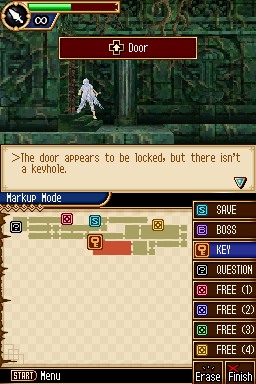 ∞
Door
>The door appears to be locked, but there isn't
a keyhole.
Markup Mode
S SAVE
BOSS
KEY
? QUESTION
FREE (1)
FREE (2)
FREE (3)
FREE (4)
START Menu
Erase Finish